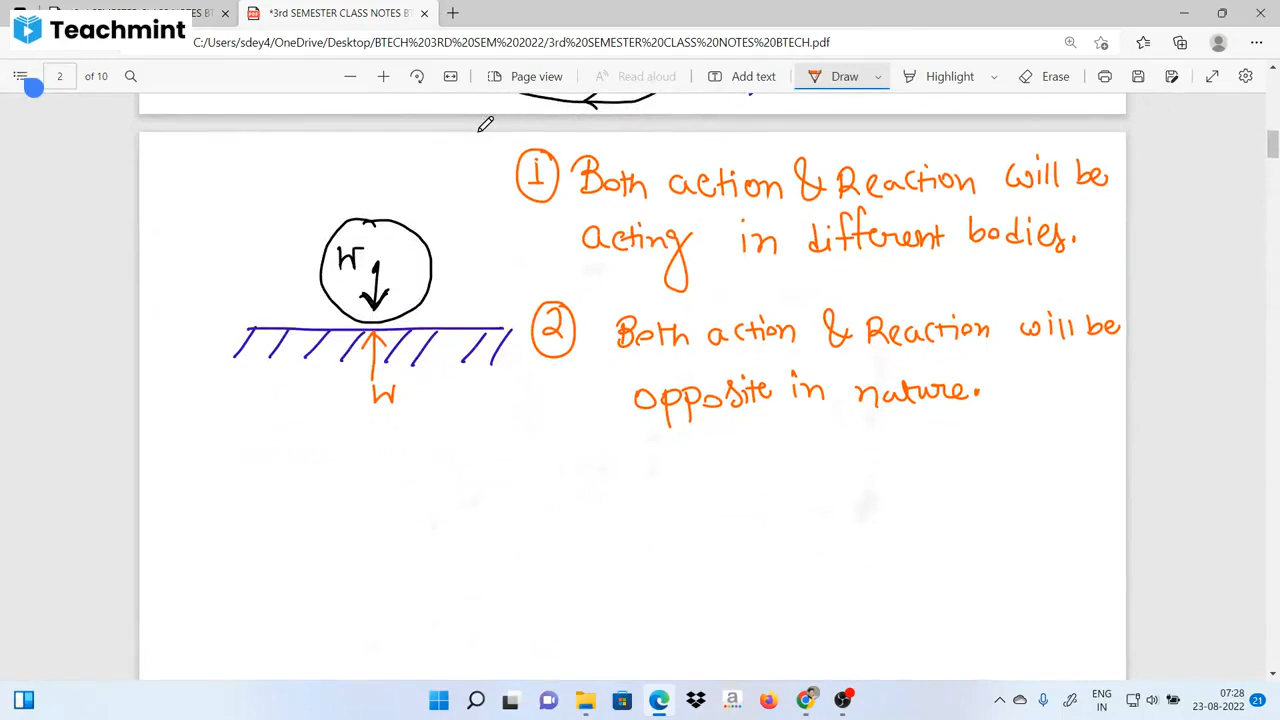 *3rd SEMESTER CLASS NOTES BT
Teachmint
C:/Users/sdey4/OneDrive/Desktop/BTECH%203RD%20SEM%202022/3rd%20SEMESTER%20CLASS%20NOTES%20BTECH.pdf
2 of 10 Page view Read aloud Add text Draw Highlight Erase
1 Both action & Reaction will be
acting in different bodies.
W
2 Both action & Reaction will be
opposite in nature.
W
ENG
IN
07:28
23-08-2022
21